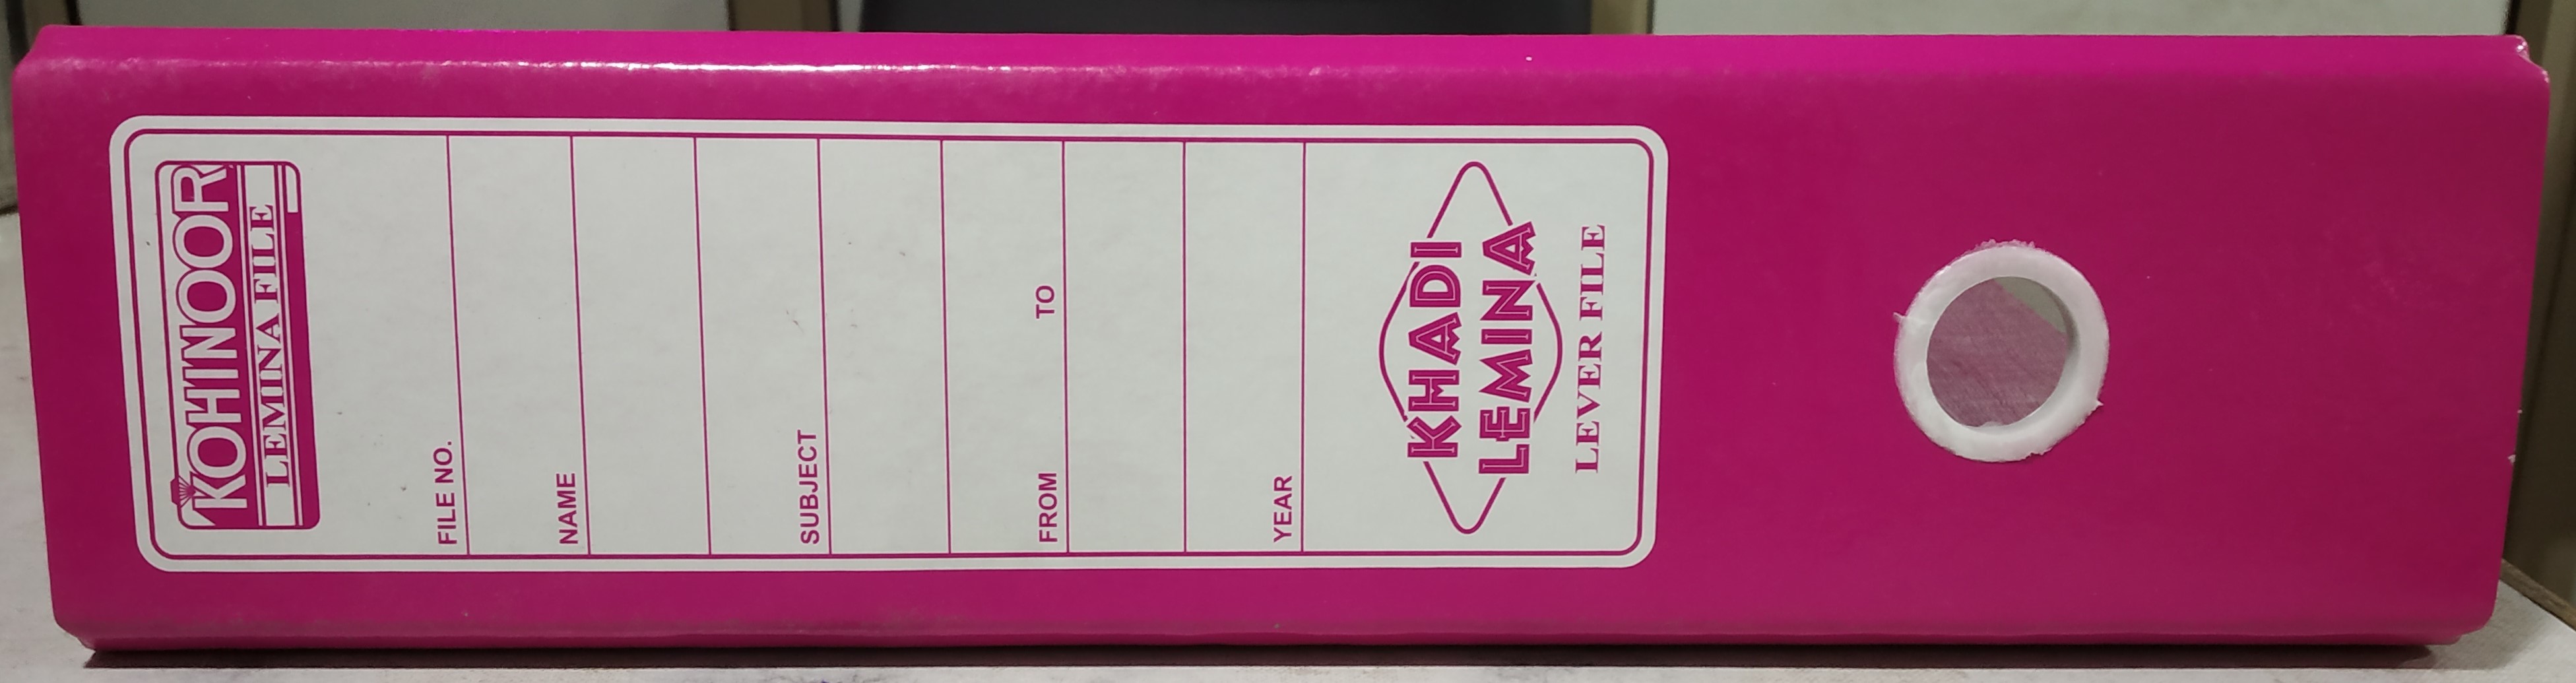 KOHINOOR
LEMINA FILE
FILE NO.
NAME
SUBJECT
FROM TO
YEAR
KHADI
LEMINA
LEVER FILE